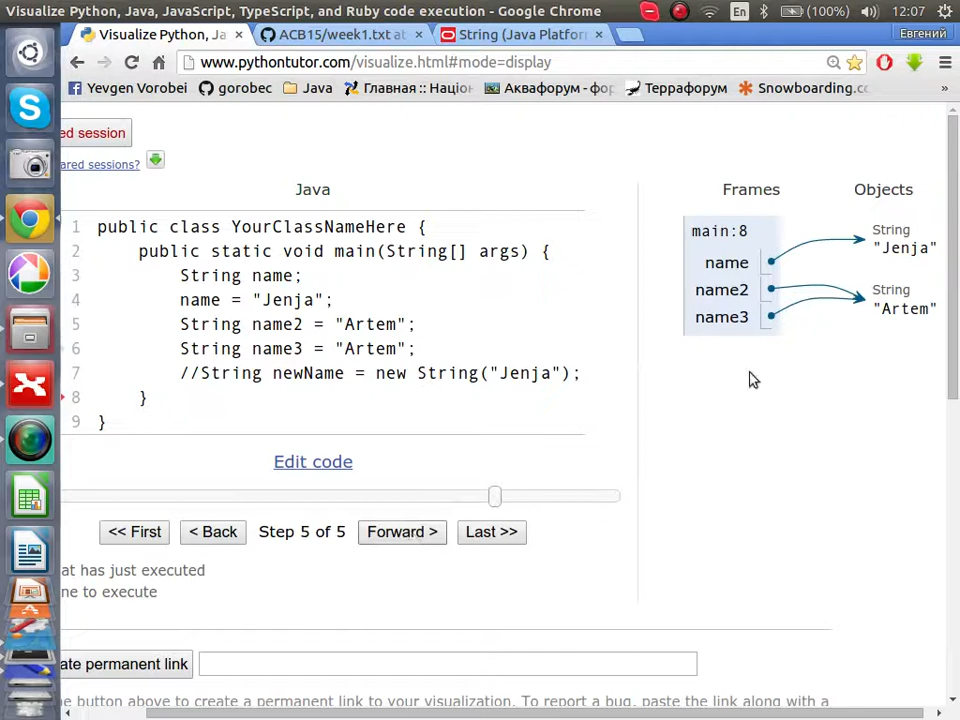 Visualize Python, Java, JavaScript, TypeScript, and Ruby code execution - Google Chrome
En
(100%)
12:07
Visualize Python, Ja
ACB15/week1.txt at
String (Java Platforn
Евгений
www.pythontutor.com/visualize.html#mode=display
Yevgen Vorobei
gorobec
Java
Главная :: Націо
Аквафорум - фор
Террафорум
Snowboarding.co
»
ed session
ared sessions?
Java
Frames
Objects
1 public class YourClassNameHere {
2 public static void main(String[] args) {
3 String name;
4 name = "Jenja";
5 String name2 = "Artem";
6 String name3 = "Artem";
7 //String newName = new String("Jenja");
8 }
9 }
main:8
name
name2
name3
String
"Jenja"
String
"Artem"
Edit code
<< First
< Back
Step 5 of 5
Forward >
Last >>
at has just executed
ne to execute
ate permanent link
he button above to create a permanent link to your visualization. To report a bug, paste the link along with a